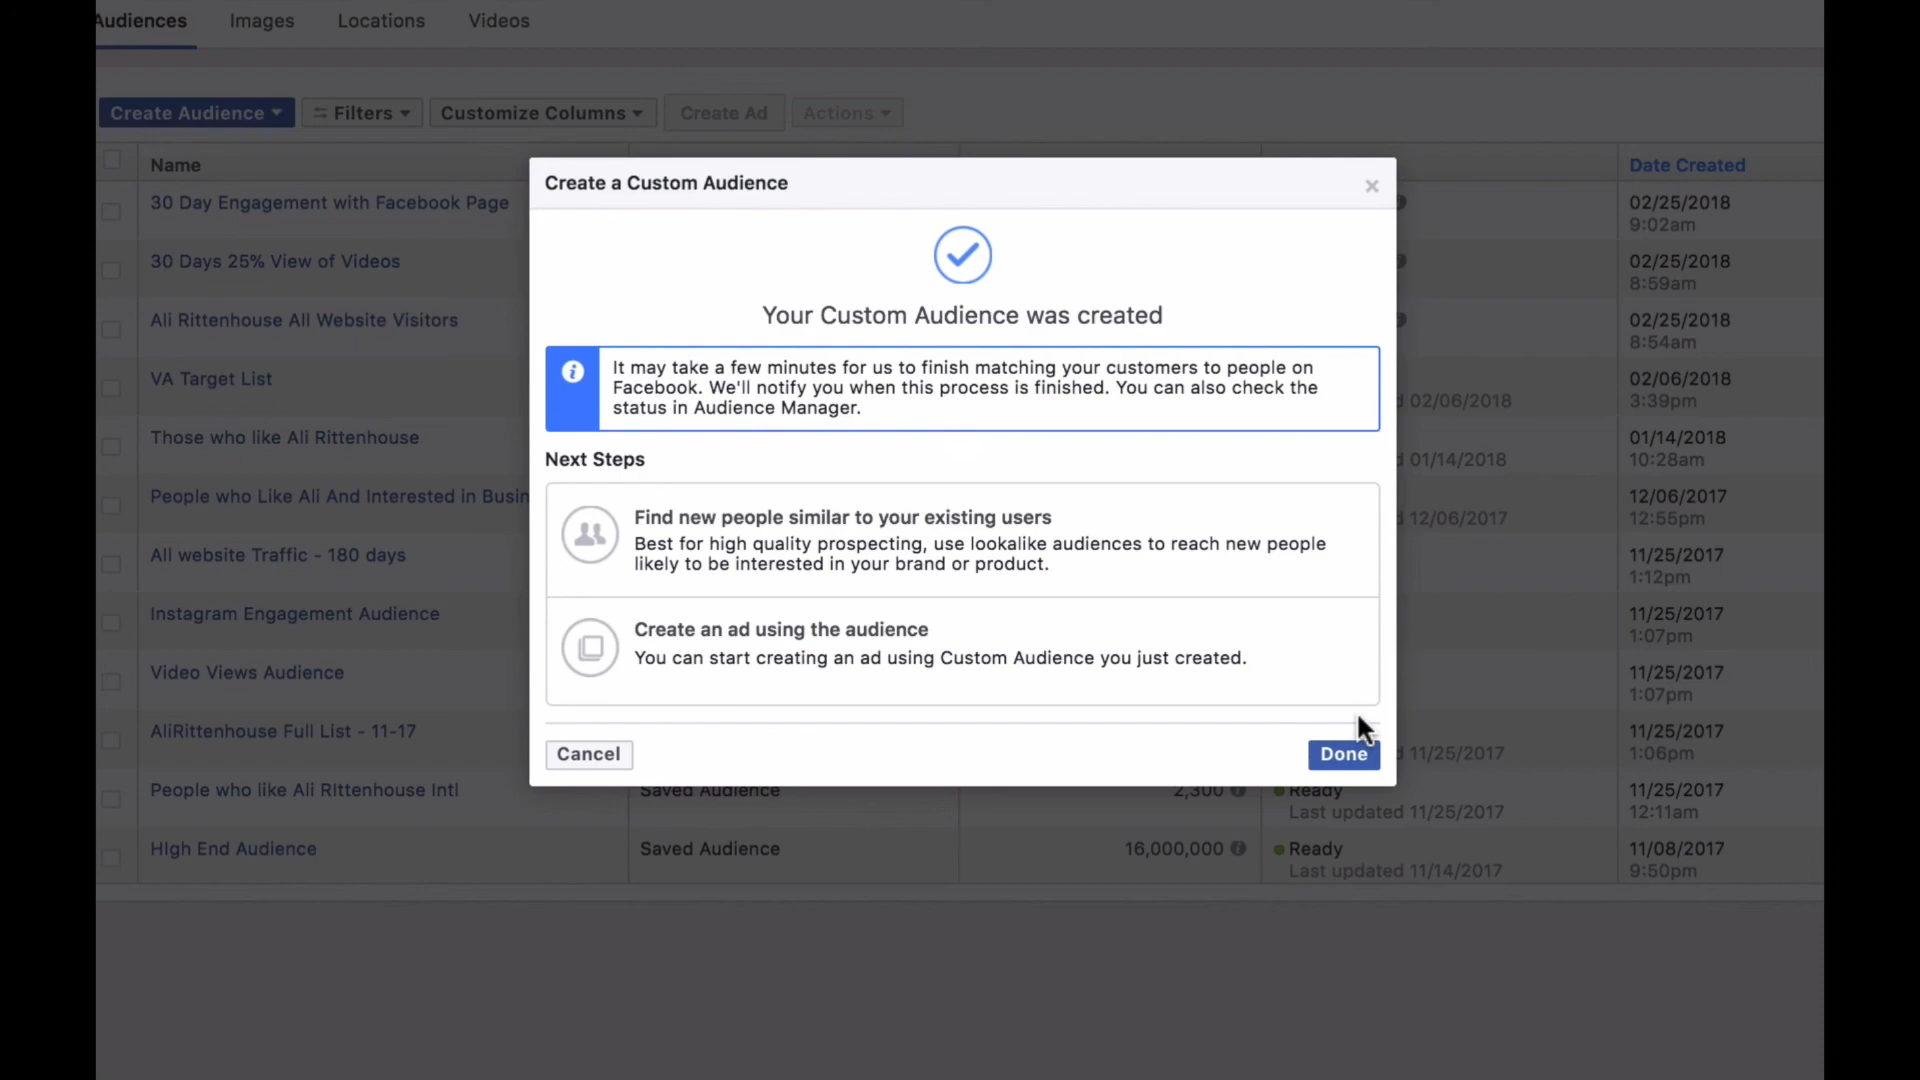 Audiences Images Locations Videos
Create Audience Filters Customize Columns Create Ad Actions
Name Date Created
30 Day Engagement with Facebook Page 02/25/2018
9:02am
30 Days 25% View of Videos 02/25/2018
8:59am
Ali Rittenhouse All Website Visitors 02/25/2018
8:54am
VA Target List 02/06/2018
02/06/2018 3:39pm
Those who like Ali Rittenhouse 01/14/2018
01/14/2018 10:28am
People who Like Ali And Interested in Busin 12/06/2017
12/06/2017 12:55pm
All website Traffic - 180 days 11/25/2017
1:12pm
Instagram Engagement Audience 11/25/2017
1:07pm
Video Views Audience 11/25/2017
1:07pm
AliRittenhouse Full List - 11-17 11/25/2017
11/25/2017 1:06pm
People who like Ali RIttenhouse Intl Saved Audience 2,300 Ready 11/25/2017
Last updated 11/25/2017 12:11am
HIgh End Audience Saved Audience 16,000,000 Ready 11/08/2017
Last updated 11/14/2017 9:50pm
Create a Custom Audience
Your Custom Audience was created
It may take a few minutes for us to finish matching your customers to people on
Facebook. We'll notify you when this process is finished. You can also check the
status in Audience Manager.
Next Steps
Find new people similar to your existing users
Best for high quality prospecting, use lookalike audiences to reach new people
likely to be interested in your brand or product.
Create an ad using the audience
You can start creating an ad using Custom Audience you just created.
Cancel Done